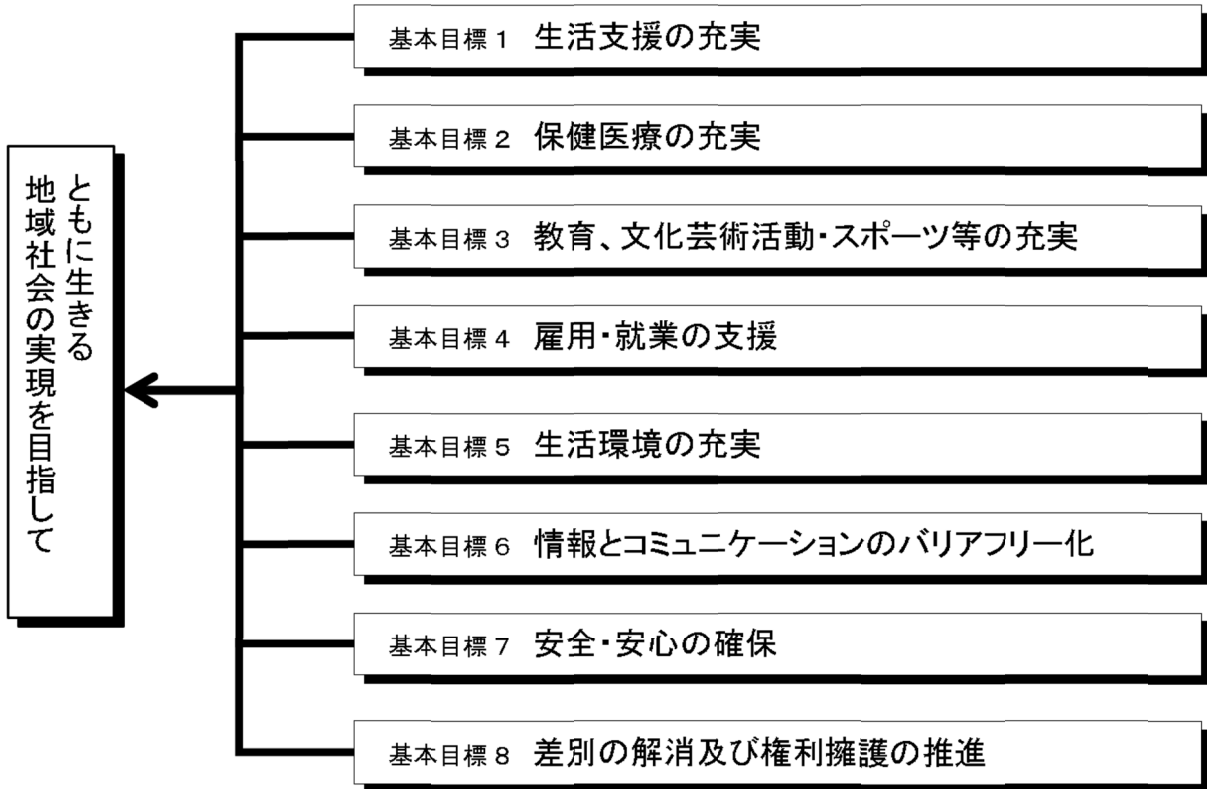 ともに生きる
地域社会の実現を目指して
基本目標1 生活支援の充実
基本目標2 保健医療の充実
基本目標3 教育、文化芸術活動・スポーツ等の充実
基本目標4 雇用・就業の支援
基本目標5 生活環境の充実
基本目標6 情報とコミュニケーションのバリアフリー化
基本目標7 安全・安心の確保
基本目標8 差別の解消及び権利擁護の推進